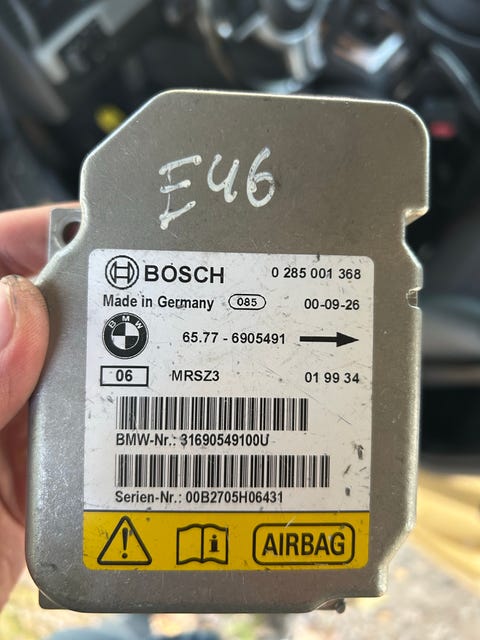 E46
BOSCH 0 285 001 368
Made in Germany 085 00-09-26
BMW 65.77 - 6905491
06 MRSZ3 01 99 34
BMW-Nr.: 31690549100U
Serien-Nr.: 00B2705H06431
AIRBAG